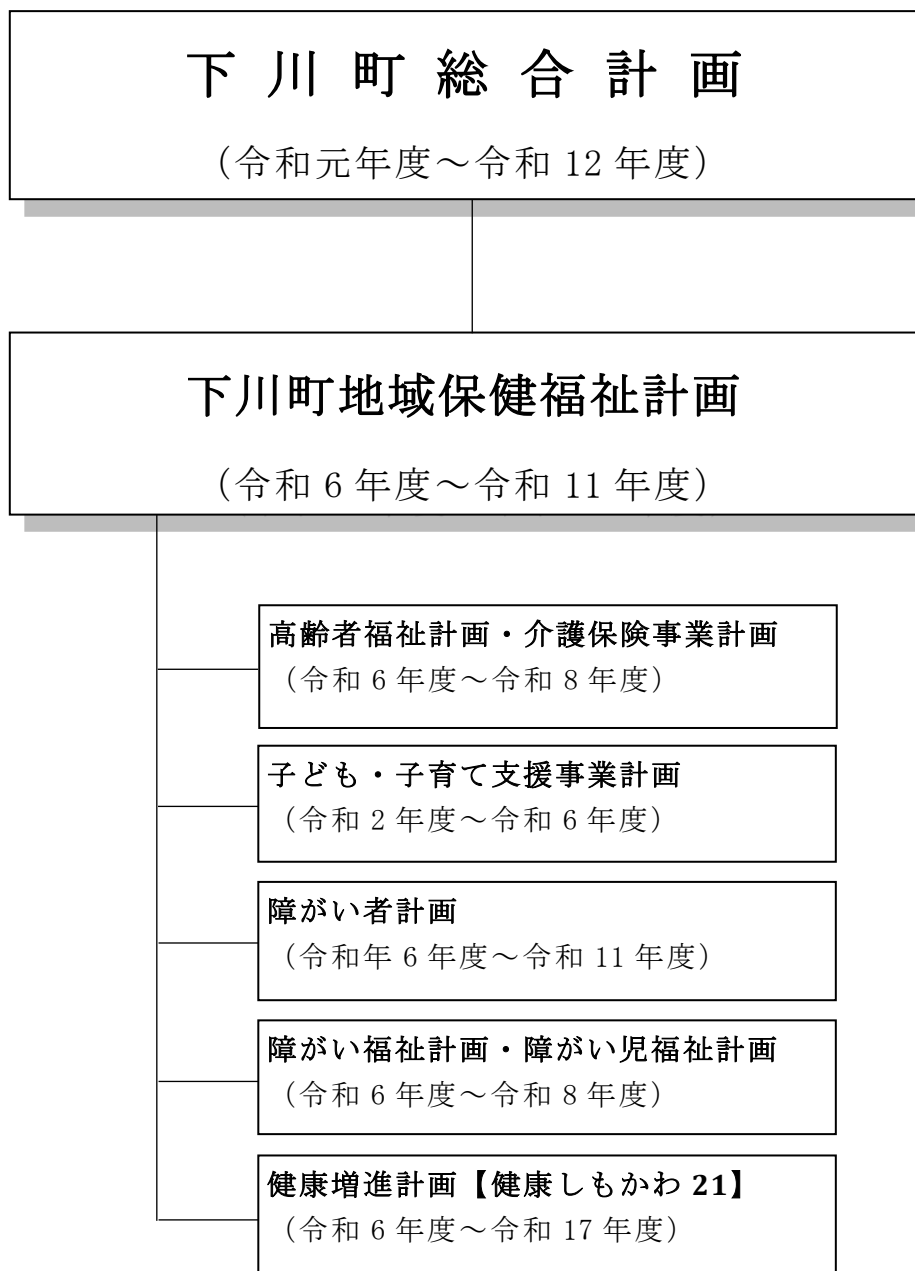 下川町総合計画
（令和元年度～令和 12 年度）
下川町地域保健福祉計画
（令和 6 年度～令和 11 年度）
高齢者福祉計画・介護保険事業計画
（令和 6 年度～令和 8 年度）
子ども・子育て支援事業計画
（令和 2 年度～令和 6 年度）
障がい者計画
（令和年 6 年度～令和 11 年度）
障がい福祉計画・障がい児福祉計画
（令和 6 年度～令和 8 年度）
健康増進計画【健康しもかわ 21】
（令和 6 年度～令和 17 年度）